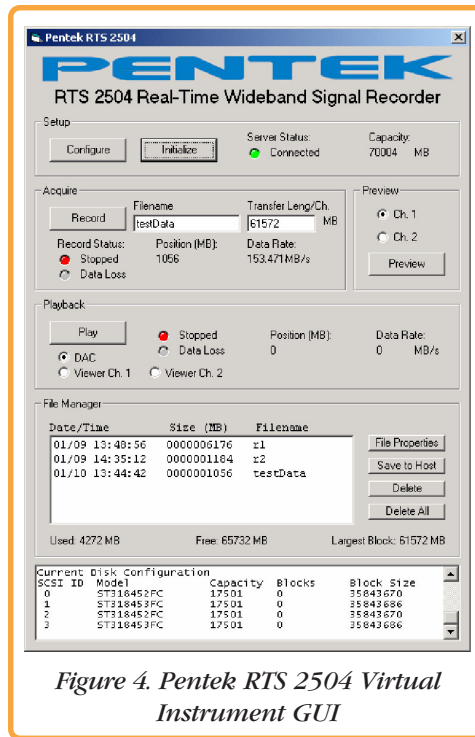 Pentek RTS 2504
PENTEK
RTS 2504 Real-Time Wideband Signal Recorder
Setup
Configure Initialize Server Status: Connected Capacity: 70004 MB
Acquire
Record Filename testData Transfer Leng/Ch. 61572 MB
Record Status: Position (MB): Data Rate:
Stopped 1056 153.471 MB/s
Data Loss
Preview
Ch. 1
Ch. 2
Preview
Playback
Play Stopped Position (MB): Data Rate:
DAC Data Loss 0 0 MB/s
Viewer Ch. 1 Viewer Ch. 2
File Manager
Date/Time Size (MB) Filename
01/09 13:48:56 0000006176 r1
01/09 14:35:12 0000001184 r2
01/10 13:44:42 0000001056 testData
File Properties
Save to Host
Delete
Delete All
Used: 4272 MB Free: 65732 MB Largest Block: 61572 MB
Current Disk Configuration
SCSI ID Model Capacity Blocks Block Size
0 ST318452FC 17501 0 35843670
1 ST318453FC 17501 0 35843686
2 ST318452FC 17501 0 35843670
3 ST318453FC 17501 0 35843686
Figure 4. Pentek RTS 2504 Virtual
Instrument GUI